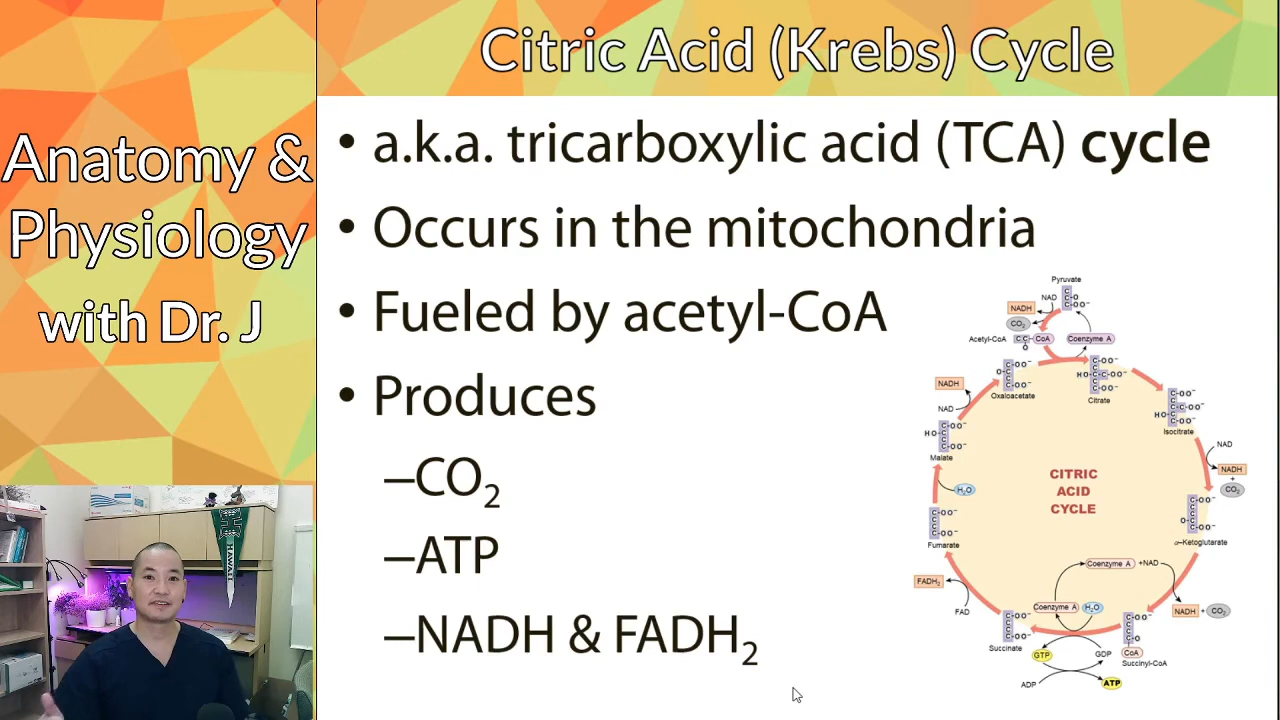 Anatomy &
Physiology
with Dr. J
Citric Acid (Krebs) Cycle
• a.k.a. tricarboxylic acid (TCA) cycle
• Occurs in the mitochondria
• Fueled by acetyl-CoA
• Produces
–CO₂
–ATP
–NADH & FADH₂
Pyruvate
NAD
NADH
CO₂
Acetyl-CoA
CoA
Coenzyme A
Oxaloacetate
Citrate
Isocitrate
NAD
NADH
+
CO₂
α–Ketoglutarate
Coenzyme A
+NAD
NADH + CO₂
Succinyl-CoA
CoA
Coenzyme A
H₂O
GTP
GDP
ADP
ATP
Succinate
FAD
FADH₂
Fumarate
H₂O
Malate
NAD
NADH
CITRIC
ACID
CYCLE
HAWAII